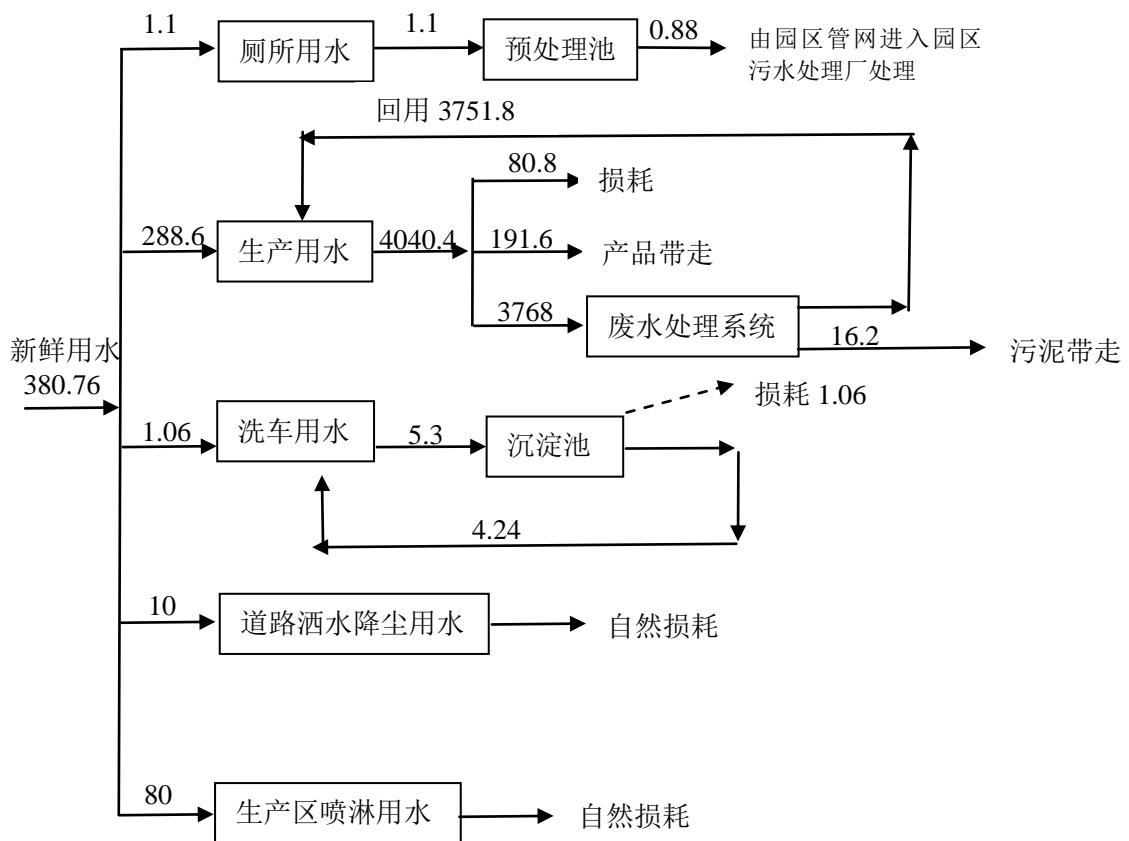 1.1
厕所用水
1.1
预处理池
0.88
由园区管网进入园区
污水处理厂处理
回用 3751.8
80.8
损耗
288.6
生产用水
4040.4
191.6
产品带走
3768
废水处理系统
16.2
污泥带走
新鲜用水
380.76
损耗 1.06
1.06
洗车用水
5.3
沉淀池
4.24
10
道路洒水降尘用水
自然损耗
80
生产区喷淋用水
自然损耗